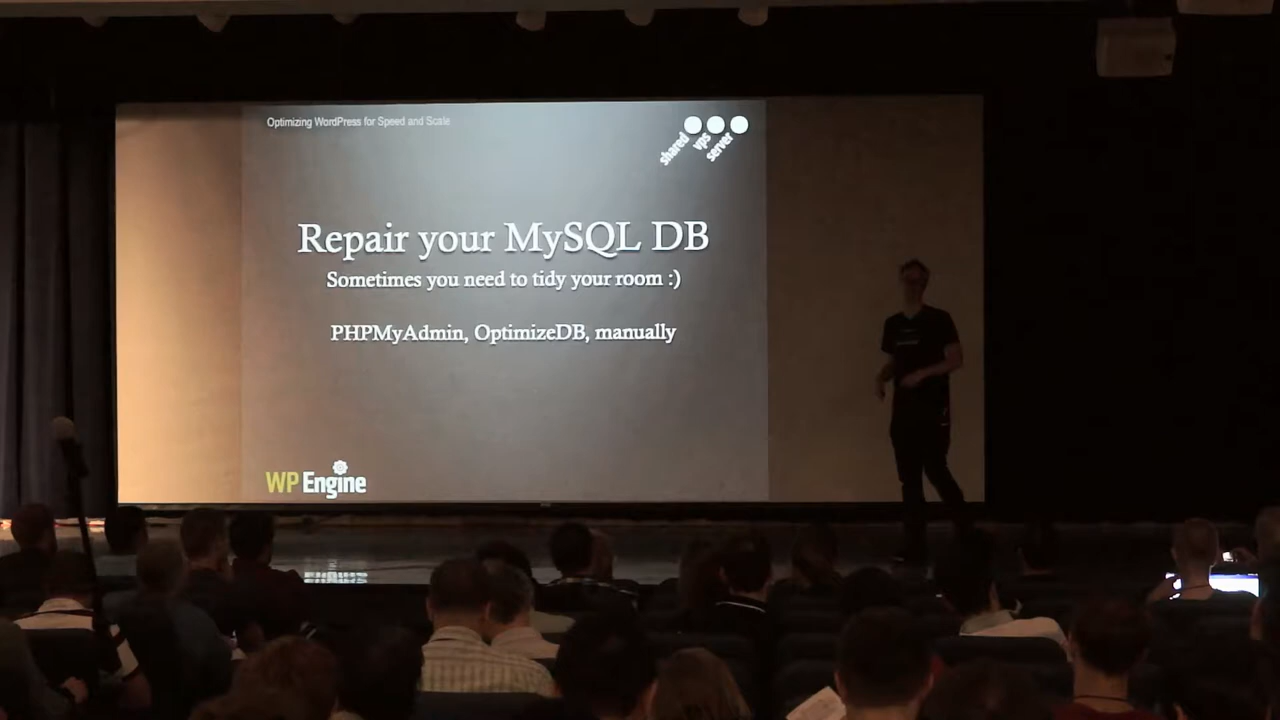 Optimizing WordPress for Speed and Scale
shared vps server
Repair your MySQL DB
Sometimes you need to tidy your room :)
PHPMyAdmin, OptimizeDB, manually
WP Engine